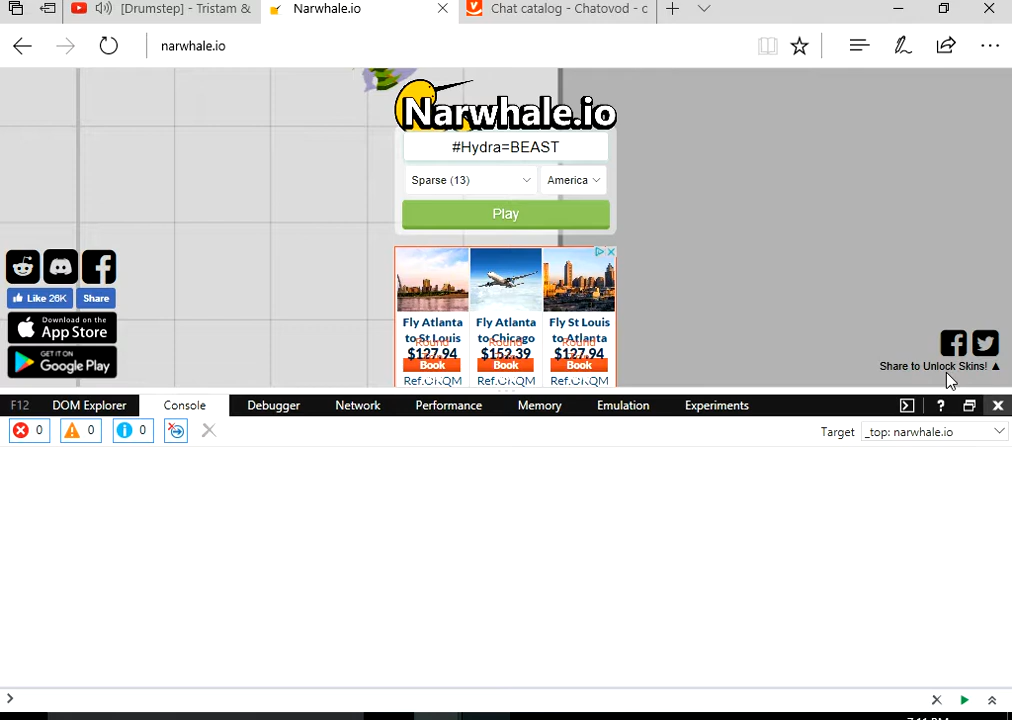 [Drumstep] - Tristam &
Narwhale.io
Chat catalog - Chatovod - c
narwhale.io
Narwhale.io
#Hydra=BEAST
Sparse (13)
America
Play
Like 26K
Share
Download on the
App Store
GET IT ON
Google Play
Fly Atlanta to St Louis
$127.94
Book
Fly Atlanta to Chicago
$152.39
Book
Fly St Louis to Atlanta
$127.94
Book
Share to Unlock Skins! ▲
F12 DOM Explorer Console Debugger Network Performance Memory Emulation Experiments ?
0 0 0
Target _top: narwhale.io